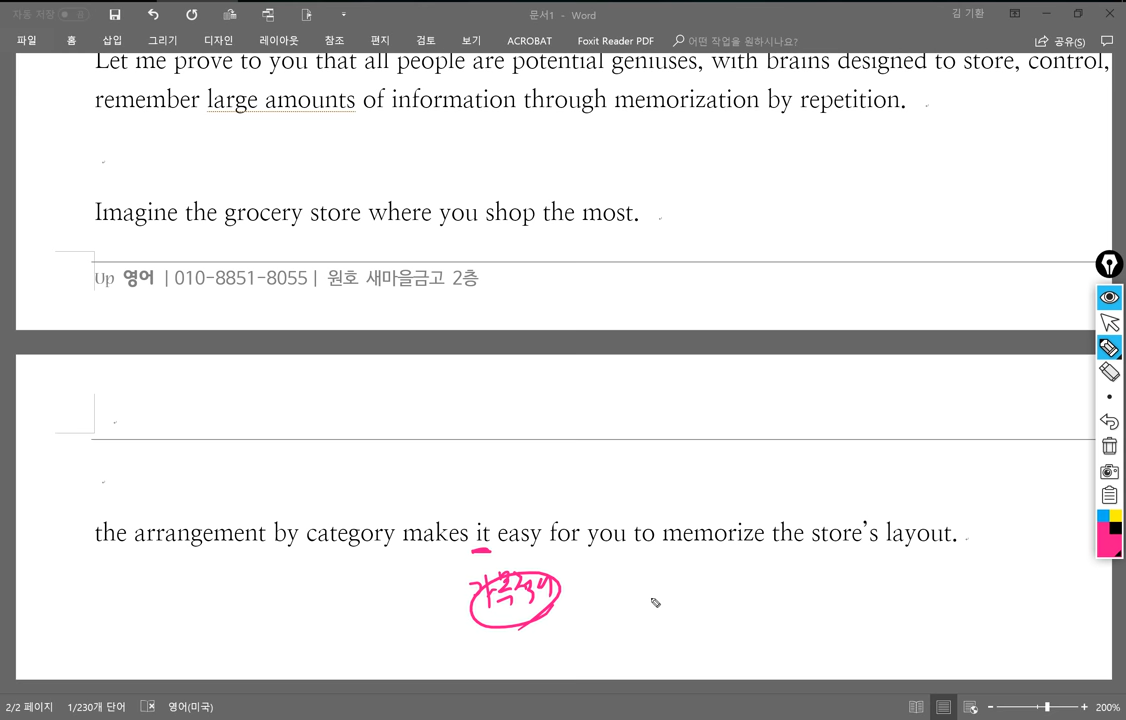 자동 저장
문서1 - Word
김 기환
파일 홈 삽입 그리기 디자인 레이아웃 참조 편지 검토 보기 ACROBAT Foxit Reader PDF 어떤 작업을 원하시나요? 공유(S)
Let me prove to you that all people are potential geniuses, with brains designed to store, control,
remember large amounts of information through memorization by repetition.
Imagine the grocery store where you shop the most.
Up 영어 | 010-8851-8055 | 원호 새마을금고 2층
the arrangement by category makes it easy for you to memorize the store's layout.
가목적어
2/2 페이지 1/230개 단어 영어(미국) 200%